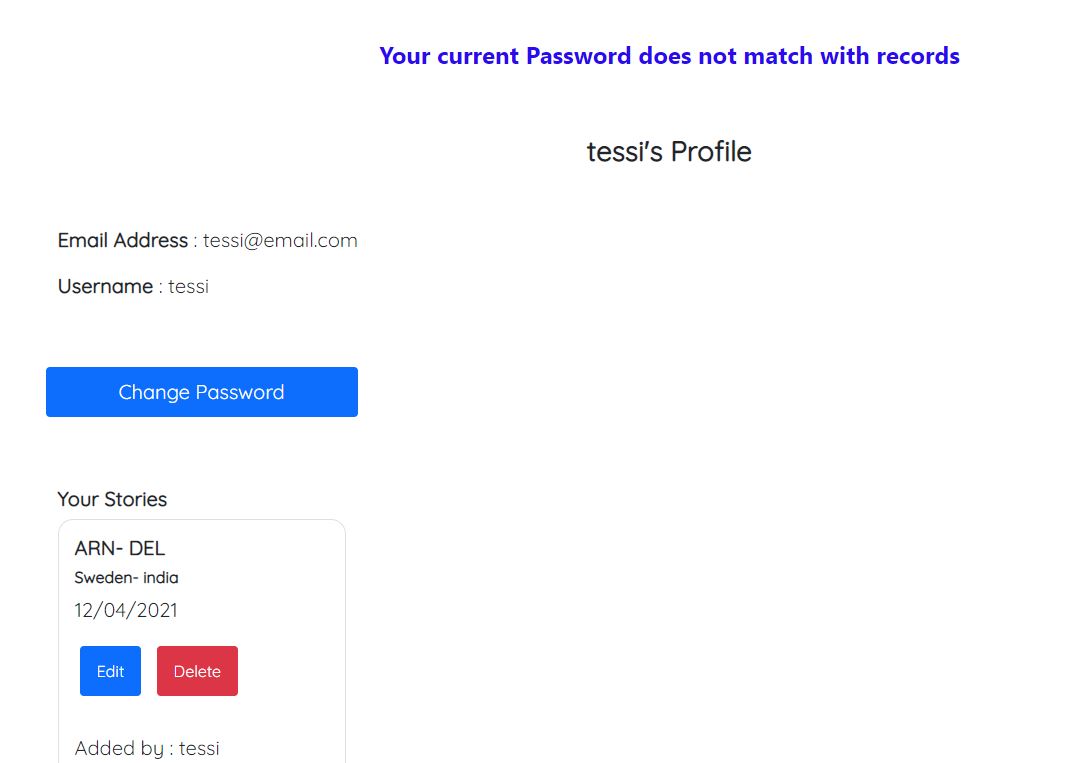 Your current Password does not match with records
tessi's Profile
Email Address : tessi@email.com
Username : tessi
Change Password
Your Stories
ARN- DEL
Sweden- india
12/04/2021
Edit Delete
Added by : tessi